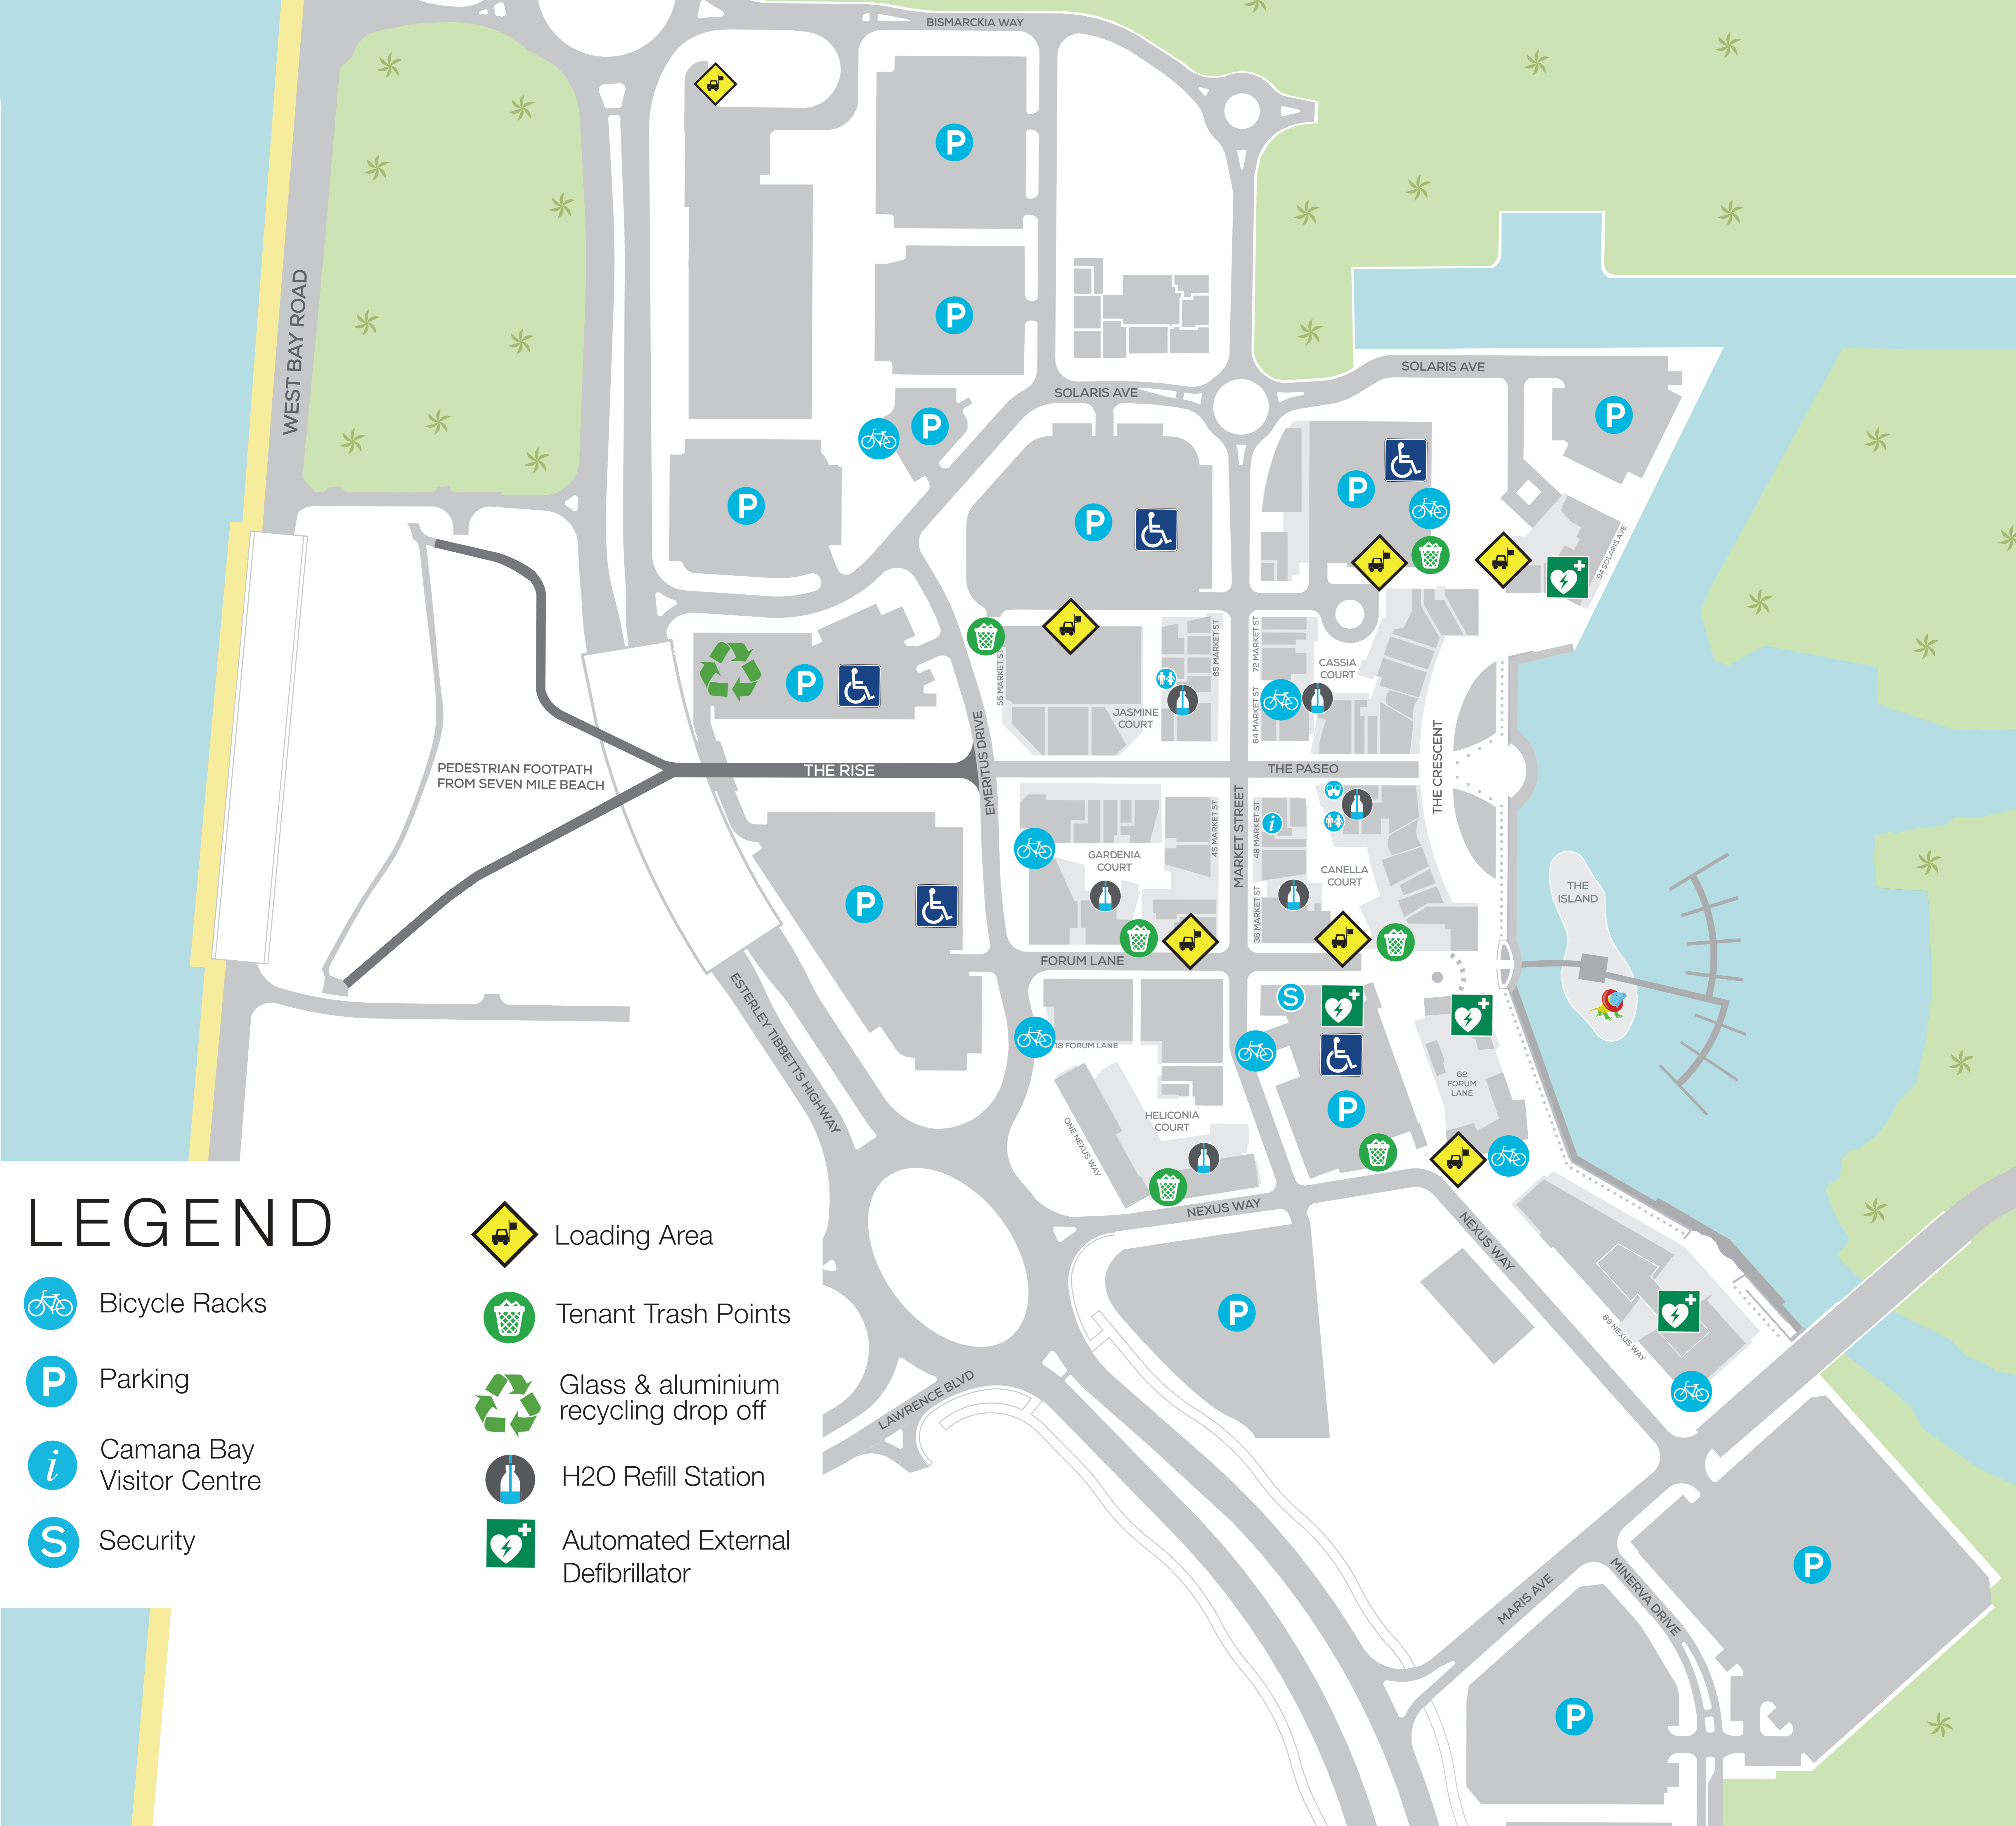 BISMARCKIA WAY
P
WEST BAY ROAD
P
SOLARIS AVE
SOLARIS AVE
P
P
P
P
P
94 SOLARIS AVE
55 MARKET ST
65 MARKET ST
72 MARKET ST
CASSIA
COURT
P
JASMINE
COURT
64 MARKET ST
THE CRESCENT
EMERITUS DRIVE
PEDESTRIAN FOOTPATH
FROM SEVEN MILE BEACH
THE RISE
THE PASEO
MARKET STREET
45 MARKET ST
48 MARKET ST
i
GARDENIA
COURT
CANELLA
COURT
P
38 MARKET ST
THE
ISLAND
FORUM LANE
S
ESTERLEY TIBBETTS HIGHWAY
18 FORUM LANE
62
FORUM
LANE
P
HELICONIA
COURT
ONE NEXUS WAY
NEXUS WAY
NEXUS WAY
P
89 NEXUS WAY
LAWRENCE BLVD
P
MARIS AVE
MINERVA DRIVE
P
LEGEND
Bicycle Racks
P
Parking
i
Camana Bay
Visitor Centre
S
Security
Loading Area
Tenant Trash Points
Glass & aluminium
recycling drop off
H2O Refill Station
Automated External
Defibrillator